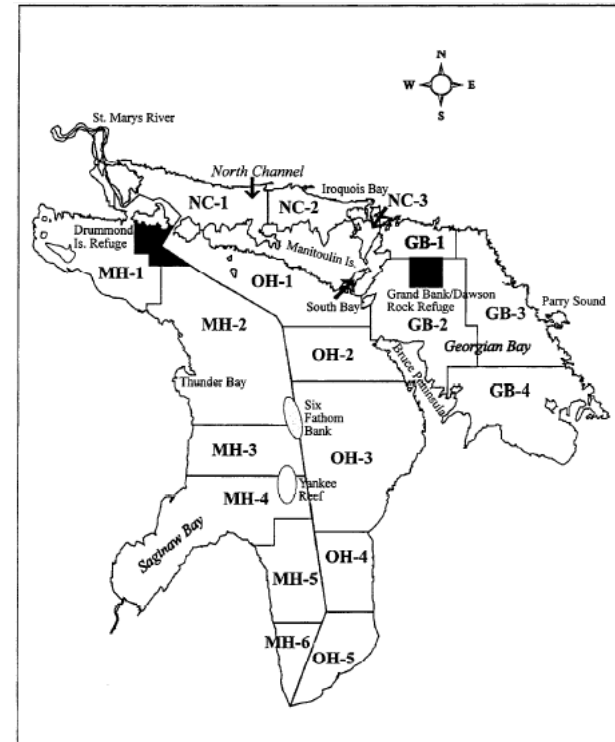 N
W E
S
St. Marys River
North Channel
Iroquois Bay
NC-1
NC-2
NC-3
Drummond
Is. Refuge
Manitoulin Is.
GB-1
MH-1
OH-1
South Bay
Grand Bank/Dawson
Rock Refuge
GB-3
Parry Sound
MH-2
GB-2
Georgian Bay
OH-2
Bruce Peninsula
GB-4
Thunder Bay
Six
Fathom
Bank
MH-3
OH-3
Yankee
Reef
MH-4
Saginaw Bay
OH-4
MH-5
MH-6
OH-5